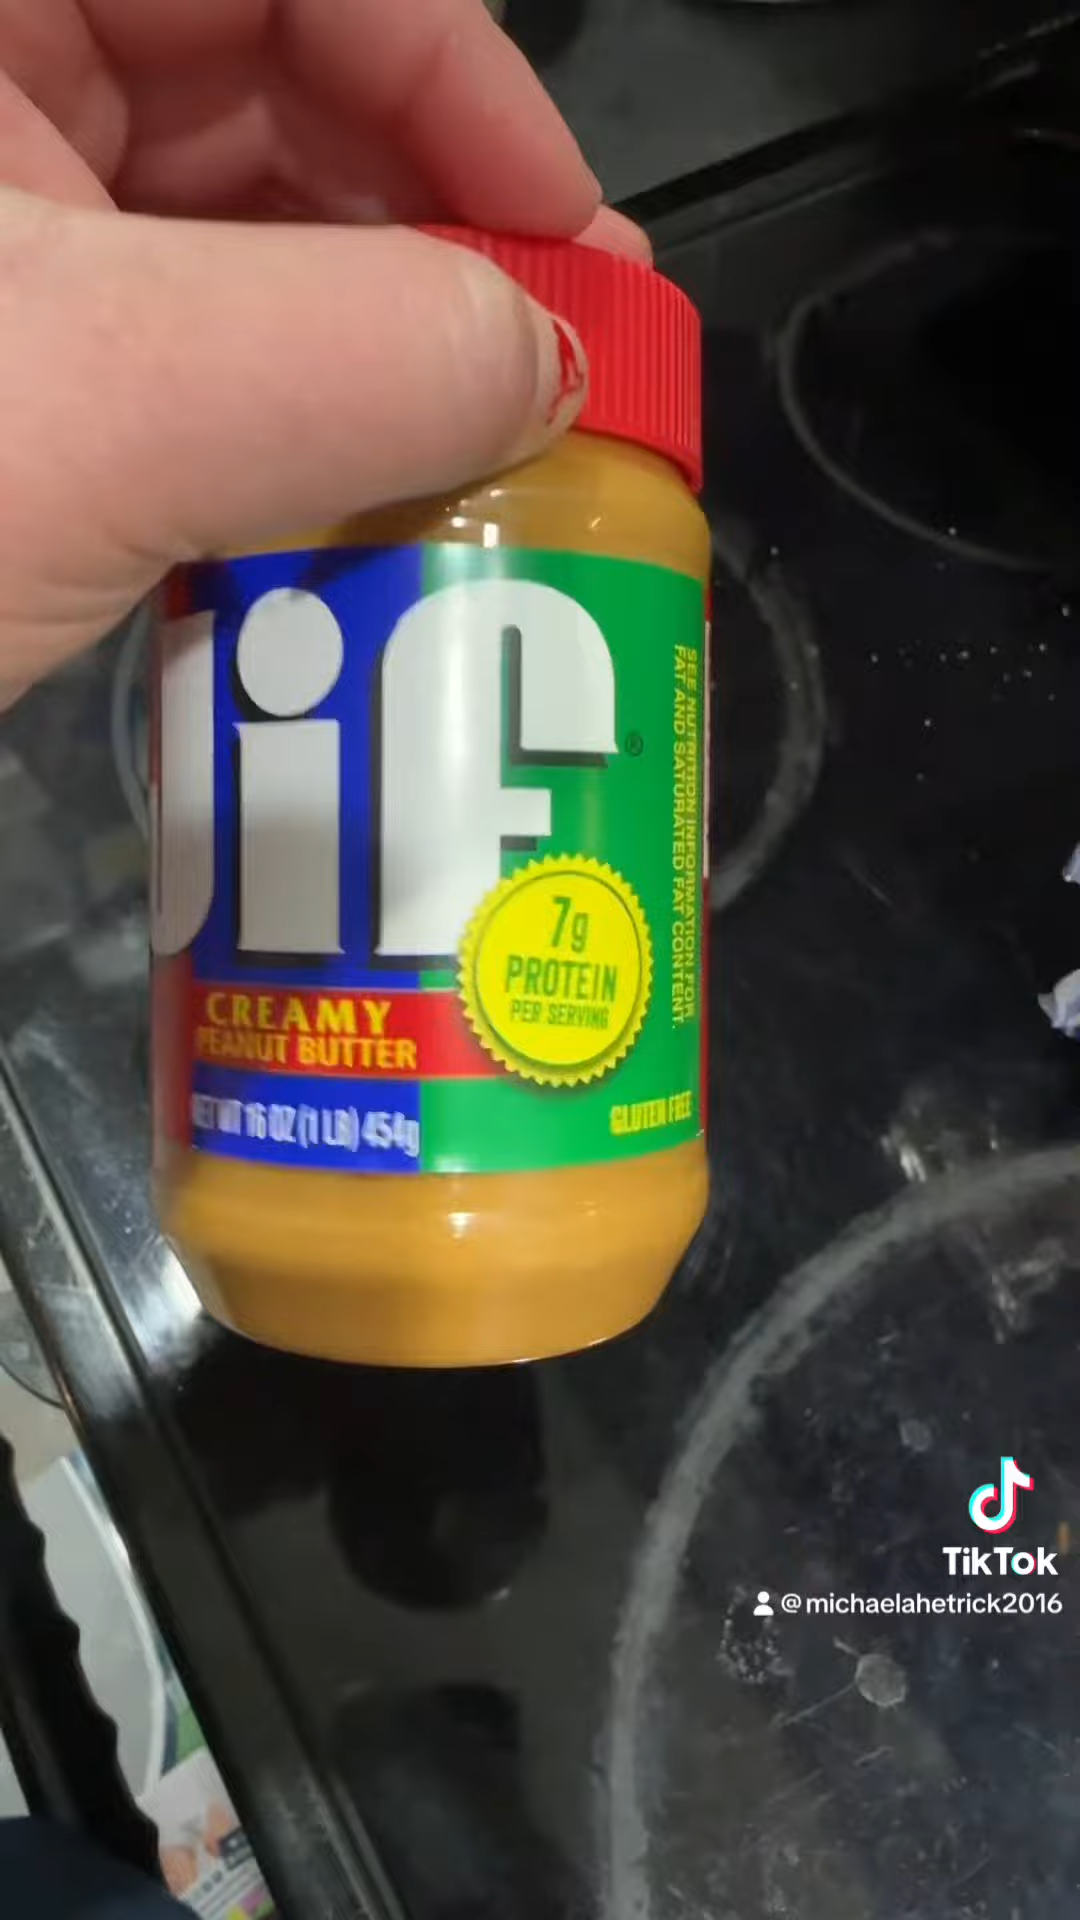 Jif®
SEE NUTRITION INFORMATION FOR
FAT AND SATURATED FAT CONTENT.
7g
PROTEIN
PER SERVING
CREAMY
PEANUT BUTTER
NET WT 16 OZ (1 LB) 454g
GLUTEN FREE
TikTok
@michaelahetrick2016